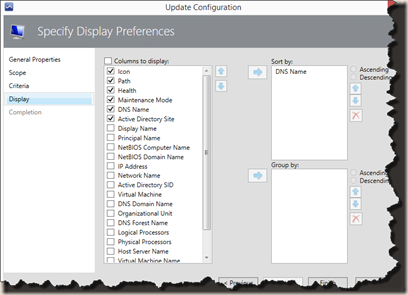 Update Configuration
Specify Display Preferences
General Properties
Scope
Criteria
Display
Completion
Columns to display:
Icon
Path
Health
Maintenance Mode
DNS Name
Active Directory Site
Display Name
Principal Name
NetBIOS Computer Name
NetBIOS Domain Name
IP Address
Network Name
Active Directory SID
Virtual Machine
DNS Domain Name
Organizational Unit
DNS Forest Name
Logical Processors
Physical Processors
Host Server Name
Virtual Machine Name
Sort by:
DNS Name
Ascending
Descending
Group by:
Ascending
Descending